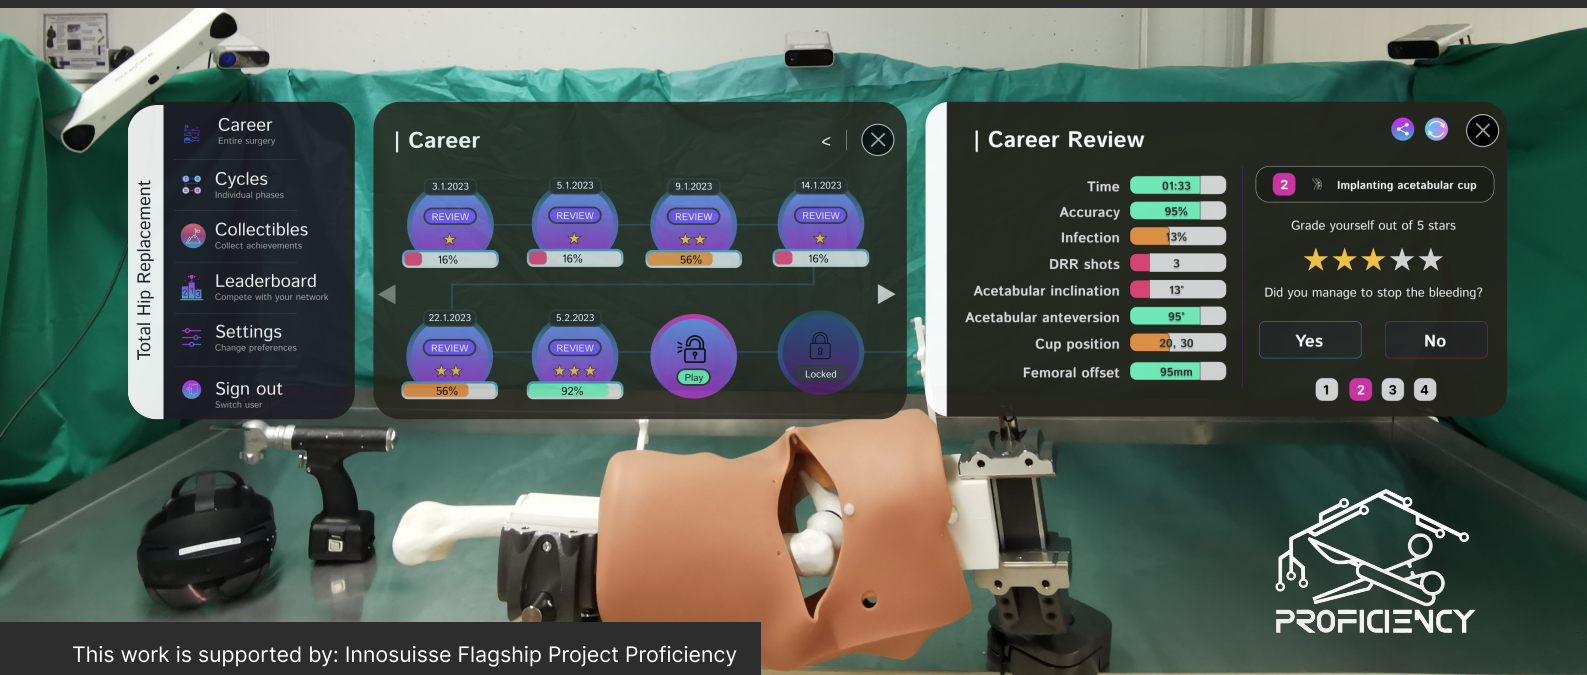 Total Hip Replacement
Career
Entire surgery
Cycles
Individual phases
Collectibles
Collect achievements
Leaderboard
Compete with your network
Settings
Change preferences
Sign out
Switch user
| Career
<
3.1.2023
REVIEW
16%
5.1.2023
REVIEW
16%
9.1.2023
REVIEW
56%
14.1.2023
REVIEW
16%
22.1.2023
REVIEW
56%
5.2.2023
REVIEW
92%
Play
Locked
| Career Review
Time 01:33
Accuracy 95%
Infection 13%
DRR shots 3
Acetabular inclination 13°
Acetabular anteversion 95°
Cup position 20, 30
Femoral offset 95mm
2 Implanting acetabular cup
Grade yourself out of 5 stars
Did you manage to stop the bleeding?
Yes No
1 2 3 4
PROFICIENCY
This work is supported by: Innosuisse Flagship Project Proficiency